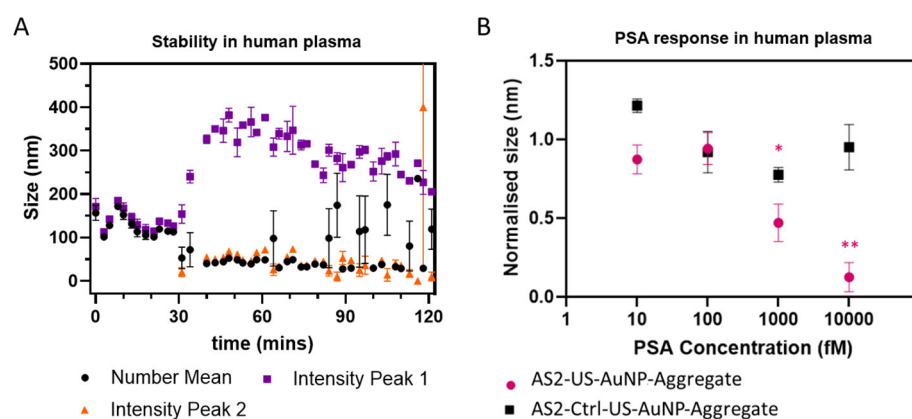 A
Stability in human plasma
Size (nm)
500
400
300
200
100
0
0 30 60 90 120
time (mins)
Number Mean
Intensity Peak 1
Intensity Peak 2
B
PSA response in human plasma
Normalised size (nm)
1.5
1.0
0.5
0.0
*
**
1 10 100 1000 10000
PSA Concentration (fM)
AS2-US-AuNP-Aggregate
AS2-Ctrl-US-AuNP-Aggregate